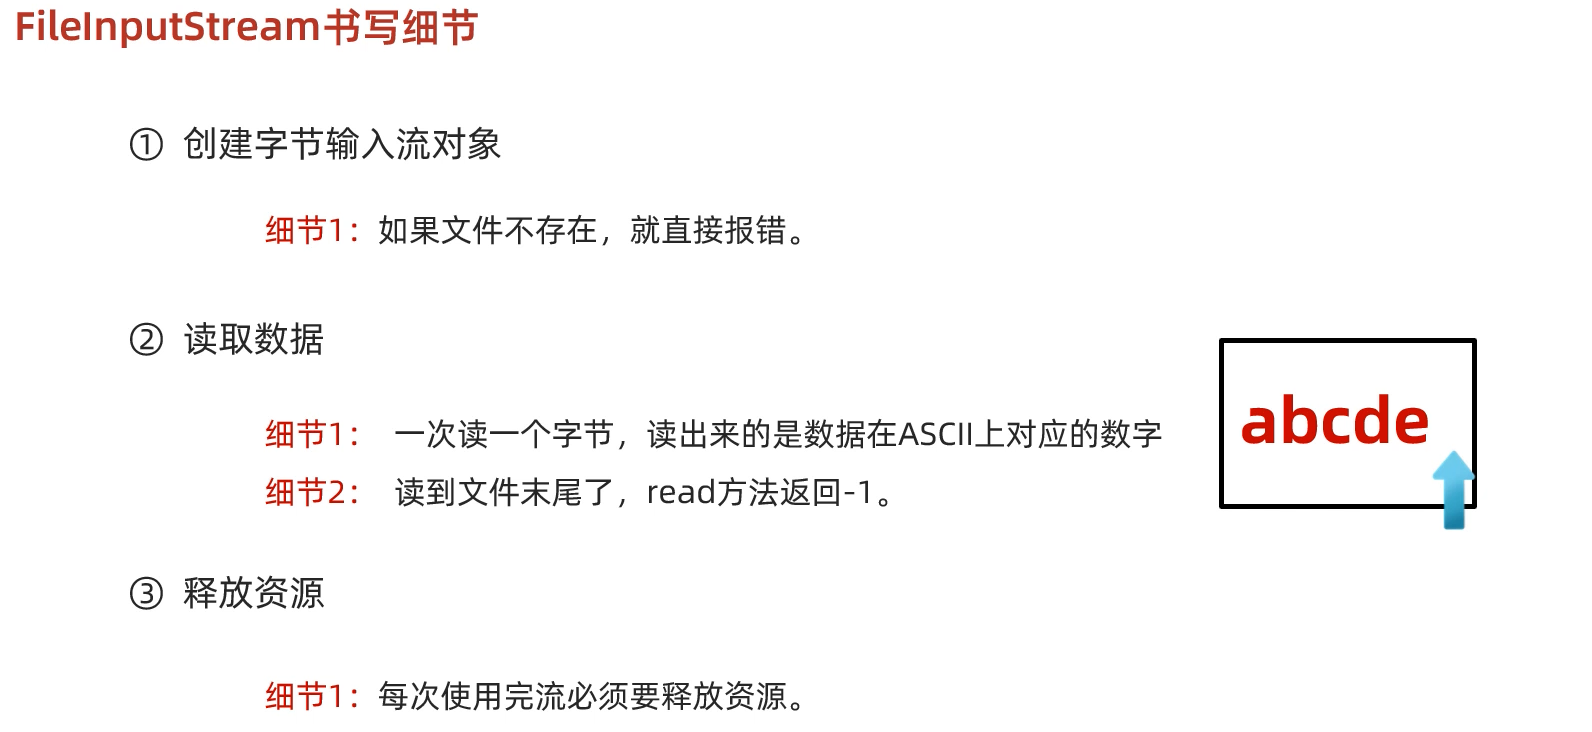 FileInputStream书写细节
① 创建字节输入流对象
细节1：如果文件不存在，就直接报错。
② 读取数据
细节1： 一次读一个字节，读出来的是数据在ASCII上对应的数字
细节2： 读到文件末尾了，read方法返回-1。
abcde
③ 释放资源
细节1：每次使用完流必须要释放资源。